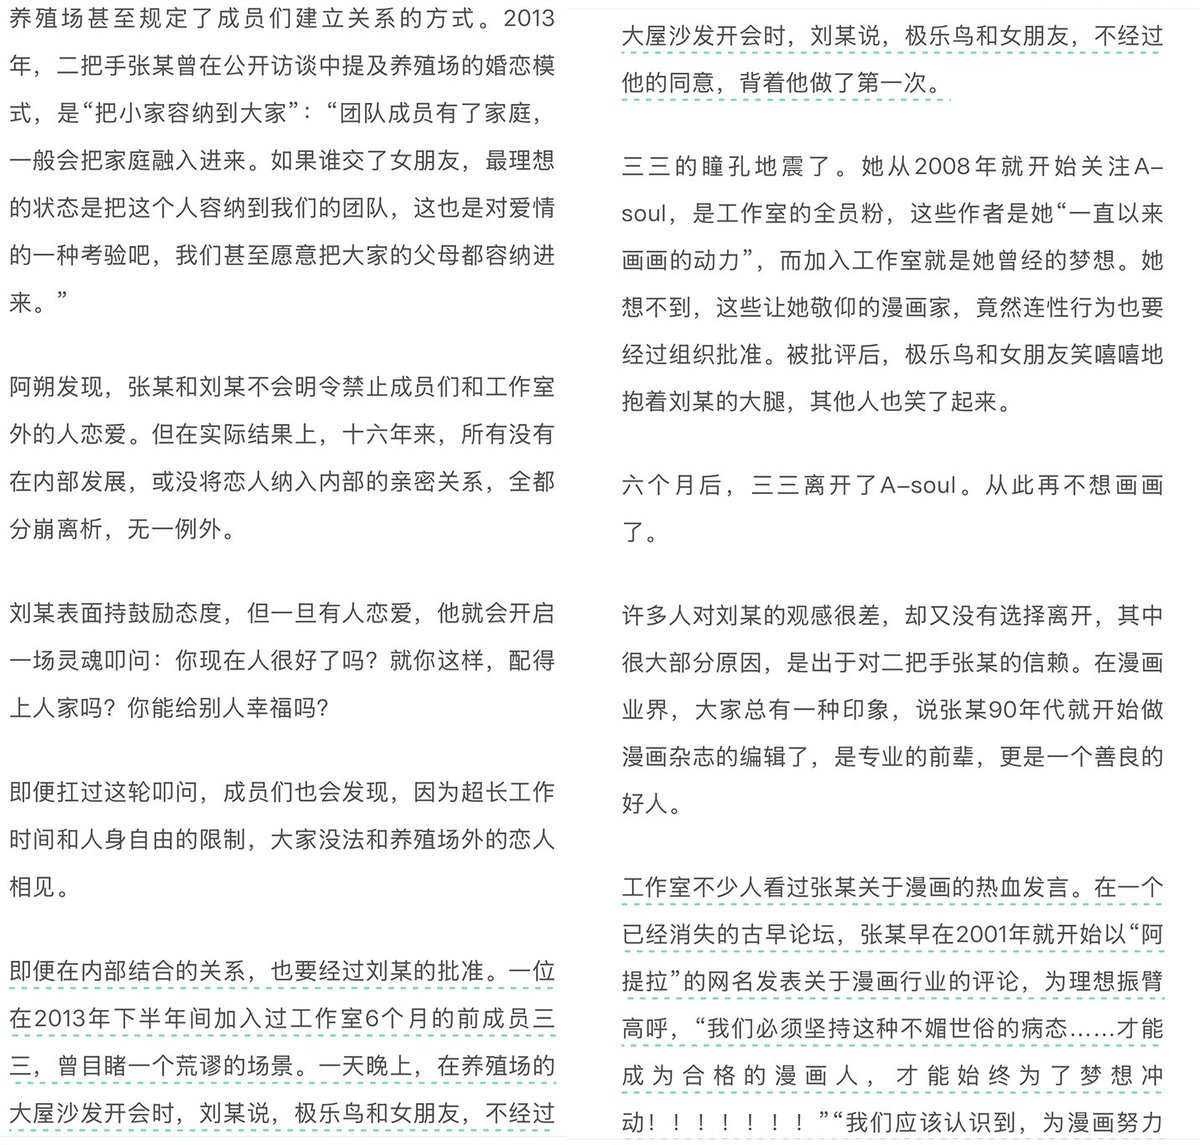 养殖场甚至规定了成员们建立关系的方式。2013
年，二把手张某曾在公开访谈中提及养殖场的婚恋模
式，是“把小家容纳到大家”：“团队成员有了家庭，
一般会把家庭融入进来。如果谁交了女朋友，最理想
的状态是把这个人容纳到我们的团队，这也是对爱情
的一种考验吧，我们甚至愿意把大家的父母都容纳进
来。”
阿朔发现，张某和刘某不会明令禁止成员们和工作室
外的人恋爱。但在实际结果上，十六年来，所有没有
在内部发展，或没将恋人纳入内部的亲密关系，全都
分崩离析，无一例外。
刘某表面持鼓励态度，但一旦有人恋爱，他就会开启
一场灵魂叩问：你现在人很好了吗？就你这样，配得
上人家吗？你能给别人幸福吗？
即便扛过这轮叩问，成员们也会发现，因为超长工作
时间和人身自由的限制，大家没法和养殖场外的恋人
相见。
即便在内部结合的关系，也要经过刘某的批准。一位
在2013年下半年间加入过工作室6个月的前成员三
三，曾目睹一个荒谬的场景。一天晚上，在养殖场的
大屋沙发开会时，刘某说，极乐鸟和女朋友，不经过
大屋沙发开会时，刘某说，极乐鸟和女朋友，不经过
他的同意，背着他做了第一次。
三三的瞳孔地震了。她从2008年就开始关注A-
soul，是工作室的全员粉，这些作者是她“一直以来
画画的动力”，而加入工作室就是她曾经的梦想。她
想不到，这些让她敬仰的漫画家，竟然连性行为也要
经过组织批准。被批评后，极乐鸟和女朋友笑嘻嘻地
抱着刘某的大腿，其他人也笑了起来。
六个月后，三三离开了A-soul。从此再不想画画
了。
许多人对刘某的观感很差，却又没有选择离开，其中
很大部分原因，是出于对二把手张某的信赖。在漫画
业界，大家总有一种印象，说张某90年代就开始做
漫画杂志的编辑了，是专业的前辈，更是一个善良的
好人。
工作室不少人看过张某关于漫画的热血发言。在一个
已经消失的古早论坛，张某早在2001年就开始以“阿
提拉”的网名发表关于漫画行业的评论，为理想振臂
高呼，“我们必须坚持这种不媚世俗的病态……才能
成为合格的漫画人，才能始终为了梦想冲
动！！！！！！！”“我们应该认识到，为漫画努力